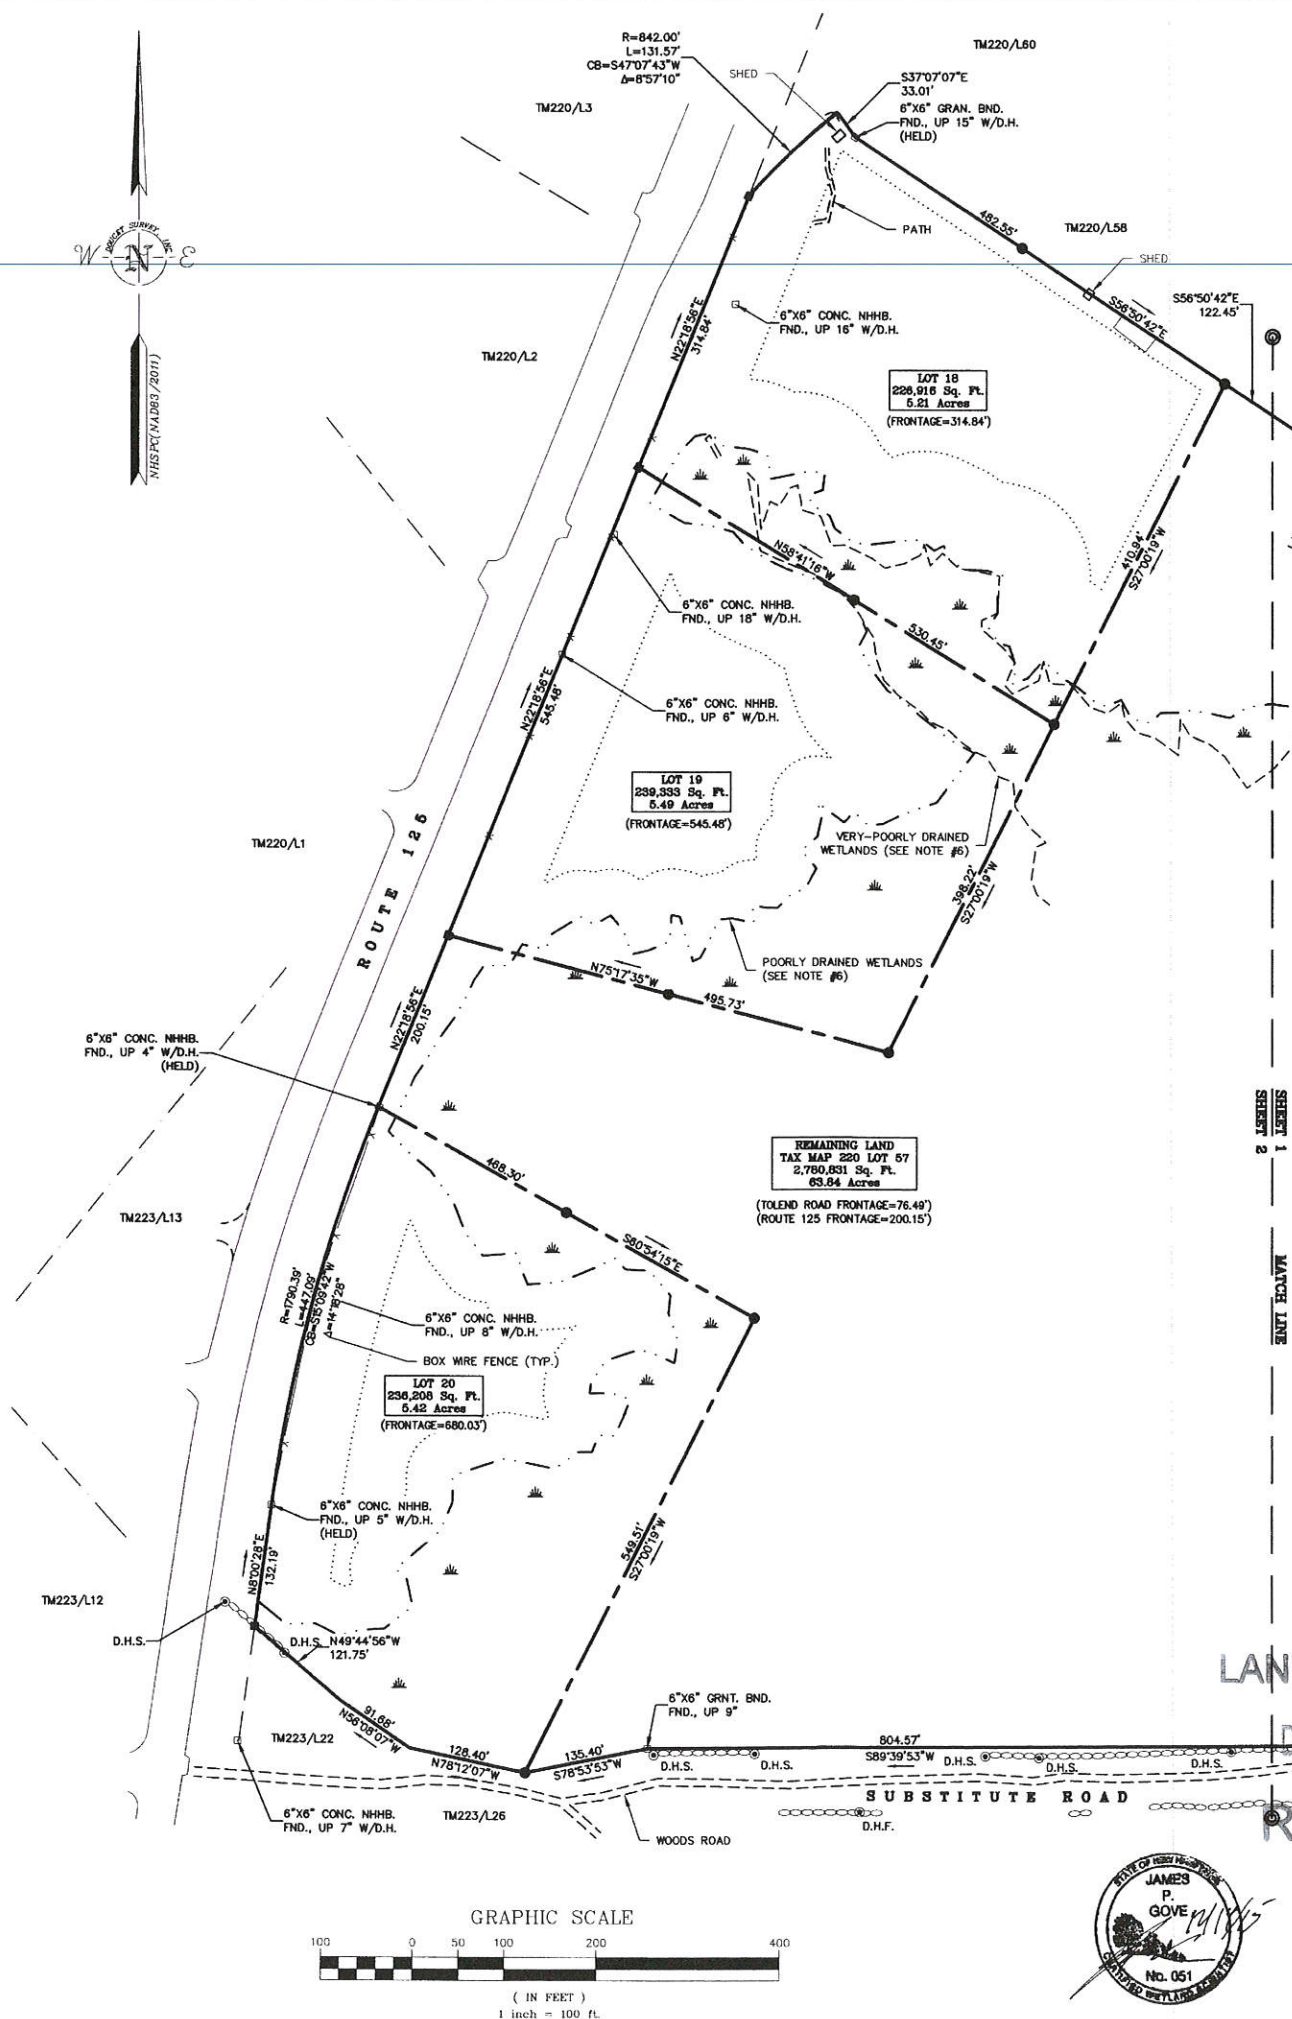 R=842.00'
L=131.57'
CB=S47°07'43"W
Δ=8°57'10"
TM220/L60
SHED
S37°07'07"E
33.01'
6"X6" GRAN. BND.
FND., UP 15" W/D.H.
(HELD)
TM220/L3
482.55'
TM220/L58
PATH
SHED
S56°50'42"E
S56°50'42"E
122.45'
W
N
E
NHSPC(NAD83/2011)
N22°18'56"E
314.84'
6"X6" CONC. NHHB.
FND., UP 16" W/D.H.
TM220/L2
LOT 18
226,916 Sq. Ft.
5.21 Acres
(FRONTAGE=314.84')
N58°41'16"W
530.45'
410.94'
S27°00'19"W
6"X6" CONC. NHHB.
FND., UP 18" W/D.H.
N22°18'56"E
545.48'
6"X6" CONC. NHHB.
FND., UP 6" W/D.H.
LOT 19
239,333 Sq. Ft.
5.49 Acres
(FRONTAGE=545.48')
VERY-POORLY DRAINED
WETLANDS (SEE NOTE #6)
398.22'
S27°00'19"W
TM220/L1
ROUTE 125
POORLY DRAINED WETLANDS
(SEE NOTE #6)
N75°17'35"W
495.73'
N22°18'56"E
200.15'
6"X6" CONC. NHHB.
FND., UP 4" W/D.H.
(HELD)
SHEET 1
SHEET 2
MATCH LINE
REMAINING LAND
TAX MAP 220 LOT 57
2,780,831 Sq. Ft.
63.84 Acres
(TOLEND ROAD FRONTAGE=76.49')
(ROUTE 125 FRONTAGE=200.15')
468.30'
S60°54'15"E
TM223/L13
R=1790.39'
L=447.09'
CB=S15°09'42"W
Δ=14°18'28"
6"X6" CONC. NHHB.
FND., UP 8" W/D.H.
BOX WIRE FENCE (TYP.)
LOT 20
236,208 Sq. Ft.
5.42 Acres
(FRONTAGE=680.03')
6"X6" CONC. NHHB.
FND., UP 5" W/D.H.
(HELD)
549.51'
S27°00'19"W
N8°00'28"E
132.19'
TM223/L12
D.H.S.
D.H.S.
N49°44'56"W
121.75'
LAN
6"X6" GRNT. BND.
FND., UP 9"
91.68'
N56°08'07"W
TM223/L22
128.40'
N78°12'07"W
135.40'
S78°53'53"W
804.57'
S89°39'53"W
D.H.S.
D.H.S.
D.H.S.
D.H.S.
D.H.S.
SUBSTITUTE ROAD
6"X6" CONC. NHHB.
FND., UP 7" W/D.H.
TM223/L26
WOODS ROAD
D.H.F.
R
GRAPHIC SCALE
100 0 50 100 200 400
( IN FEET )
1 inch = 100 ft.
JAMES
P.
GOVE
No. 051